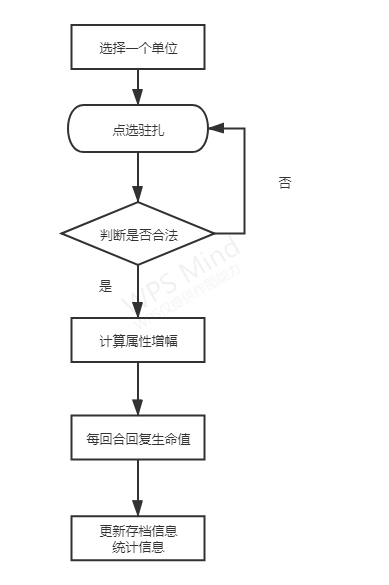 选择一个单位
点选驻扎
否
判断是否合法
是
WPS Mind
计算属性增幅
每回合回复生命值
更新存档信息
统计信息